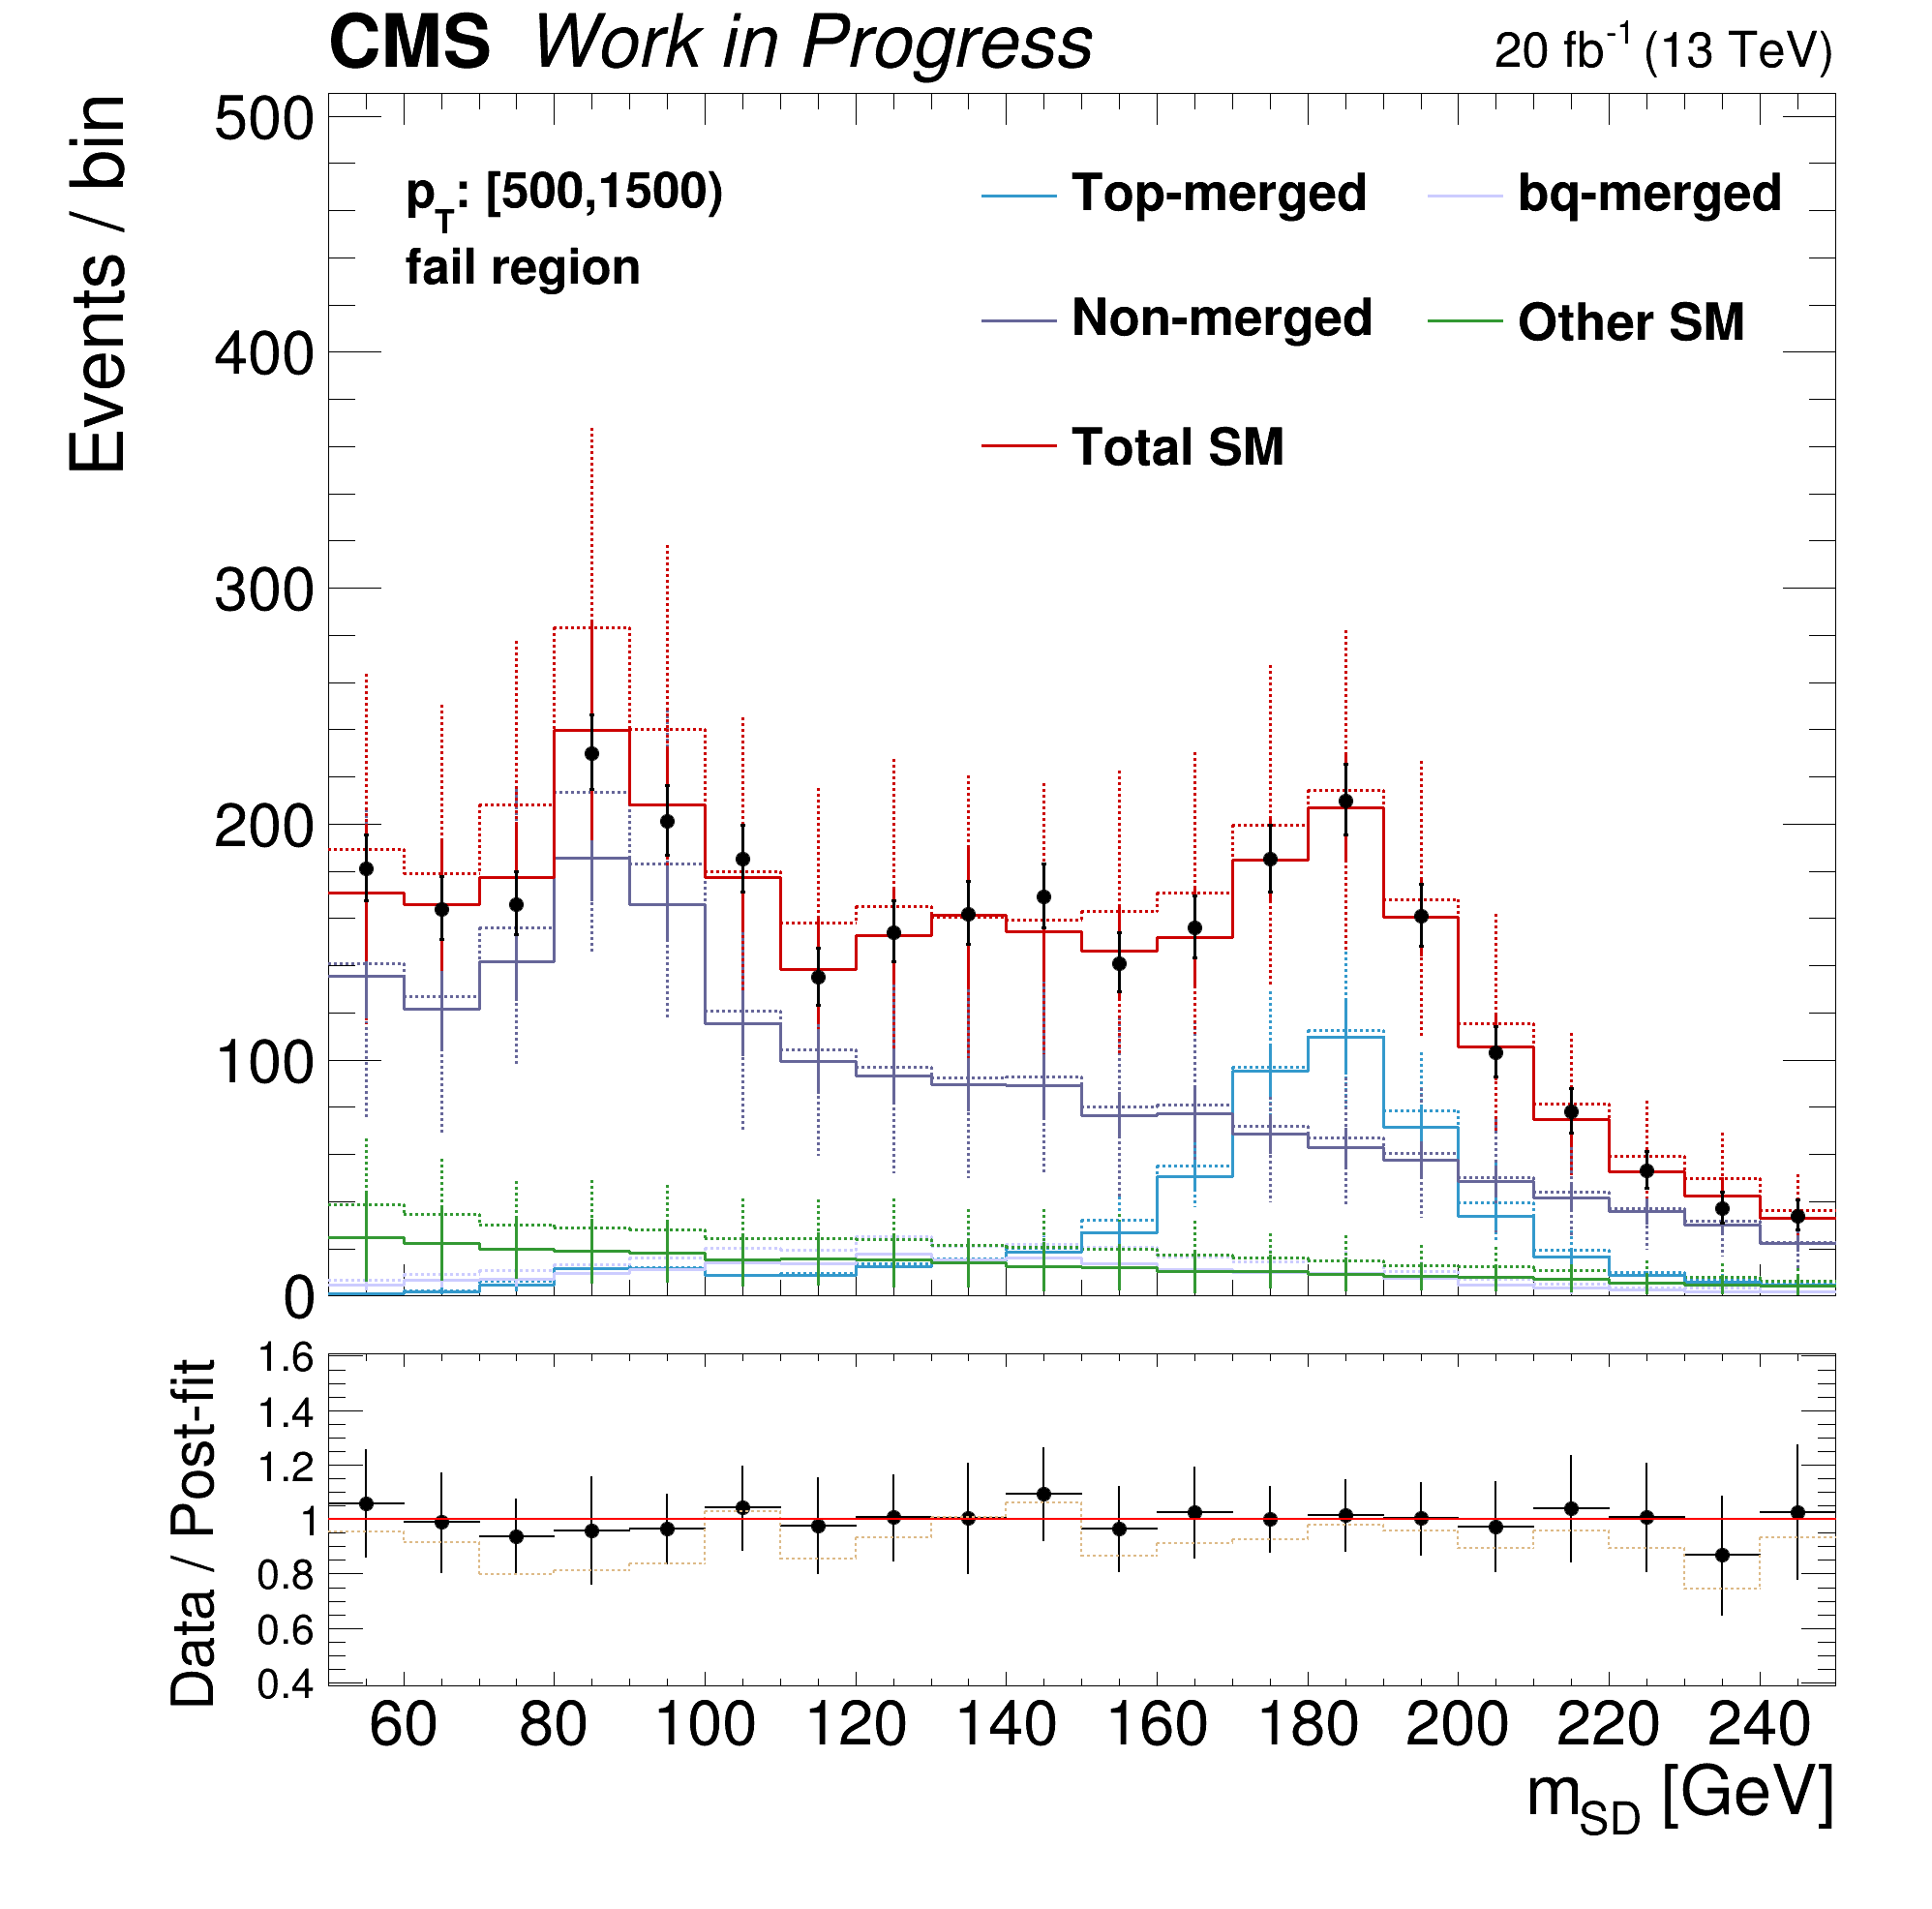 CMS Work in Progress
20 fb-1 (13 TeV)
Events / bin
500
400
300
200
100
0
pT: [500,1500)
fail region
Top-merged
bq-merged
Non-merged
Other SM
Total SM
Data / Post-fit
1.6
1.4
1.2
1
0.8
0.6
0.4
60 80 100 120 140 160 180 200 220 240
mSD [GeV]